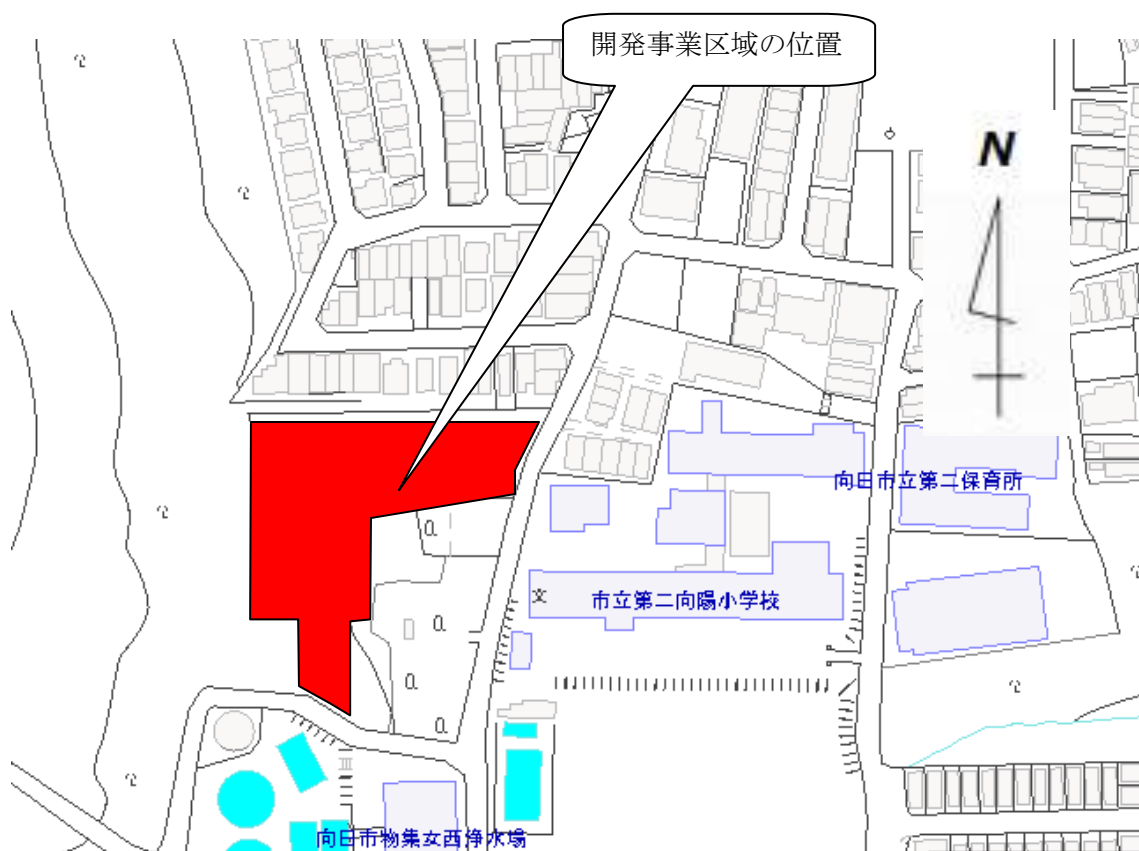 開発事業区域の位置
N
向日市立第二保育所
文
市立第二向陽小学校
向日市物集女西浄水場